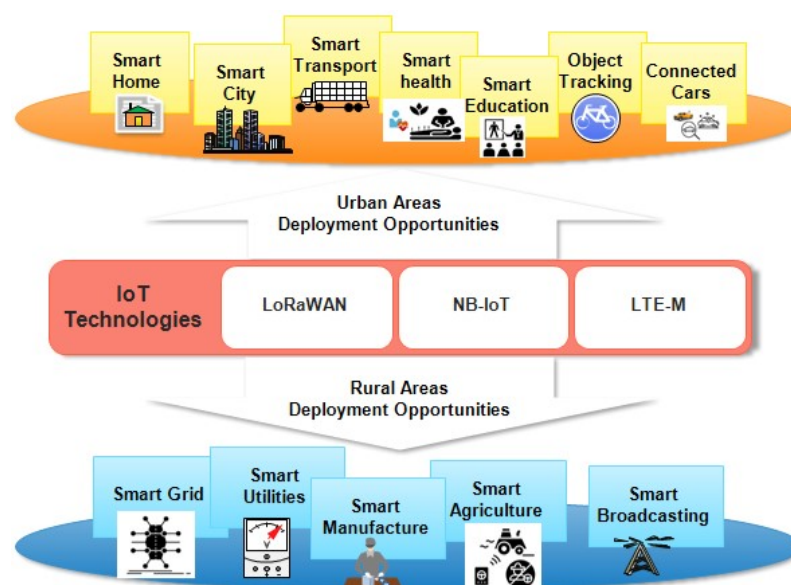 Smart
Home
Smart
City
Smart
Transport
Smart
health
Smart
Education
Object
Tracking
Connected
Cars
Urban Areas
Deployment Opportunities
IoT
Technologies
LoRaWAN
NB-IoT
LTE-M
Rural Areas
Deployment Opportunities
Smart Grid
Smart
Utilities
V
Smart
Manufacture
Smart
Agriculture
Smart
Broadcasting